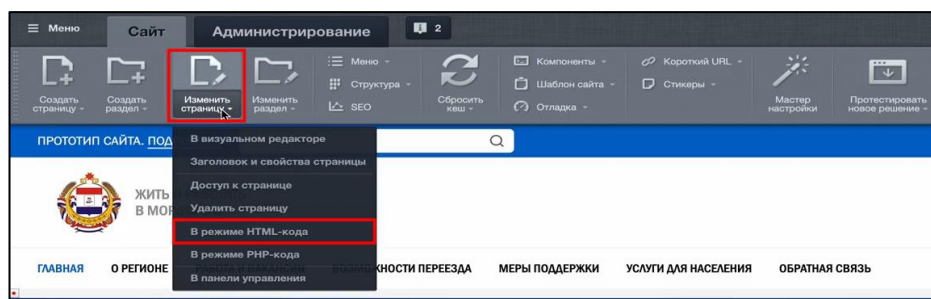 Меню Сайт Администрирование 2
Создать страницу
Создать раздел
Изменить страницу
Изменить раздел
Меню
Структура
SEO
Сбросить кеш
Компоненты
Шаблон сайта
Отладка
Короткий URL
Стикеры
Мастер настройки
Протестировать новое решение
ПРОТОТИП САЙТА.
В визуальном редакторе
Заголовок и свойства страницы
Доступ к странице
Удалить страницу
В режиме HTML-кода
В режиме PHP-кода
В панели управления
ЖИТЬ
ГЛАВНАЯ О РЕГИОНЕ ПЕРЕЕЗДА МЕРЫ ПОДДЕРЖКИ УСЛУГИ ДЛЯ НАСЕЛЕНИЯ ОБРАТНАЯ СВЯЗЬ